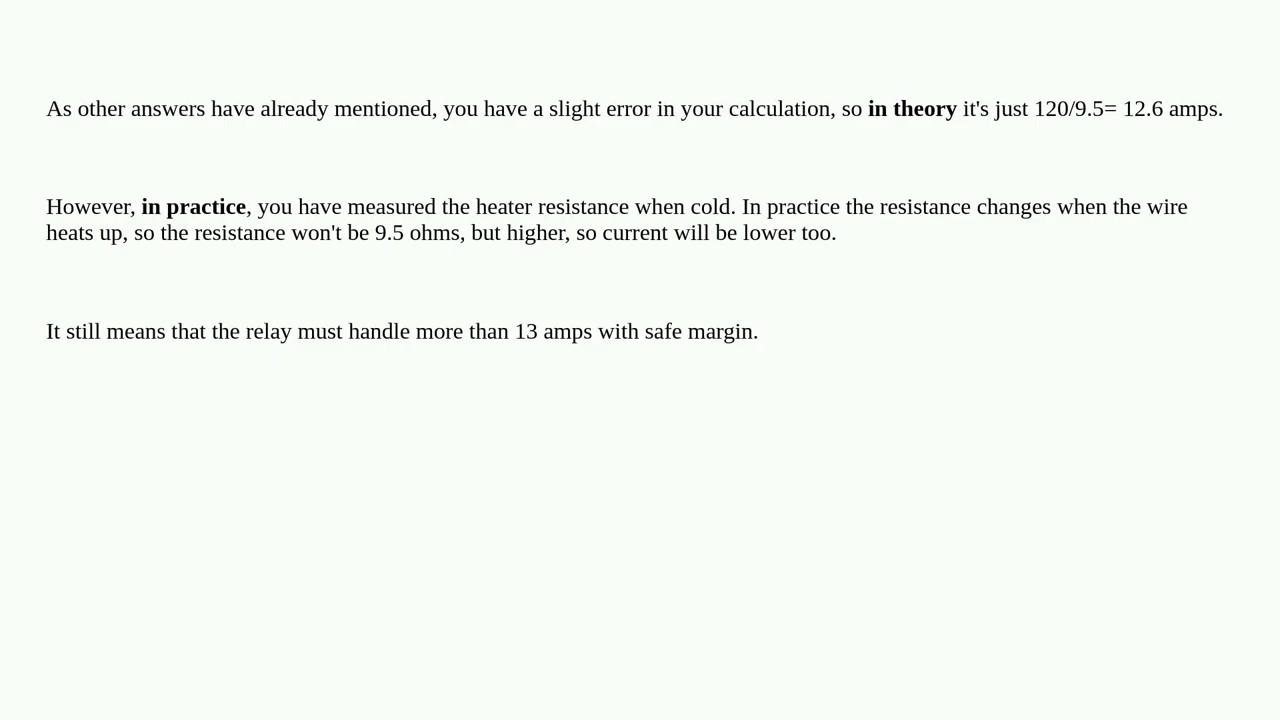 As other answers have already mentioned, you have a slight error in your calculation, so in theory it's just 120/9.5= 12.6 amps.
However, in practice, you have measured the heater resistance when cold. In practice the resistance changes when the wire
heats up, so the resistance won't be 9.5 ohms, but higher, so current will be lower too.
It still means that the relay must handle more than 13 amps with safe margin.